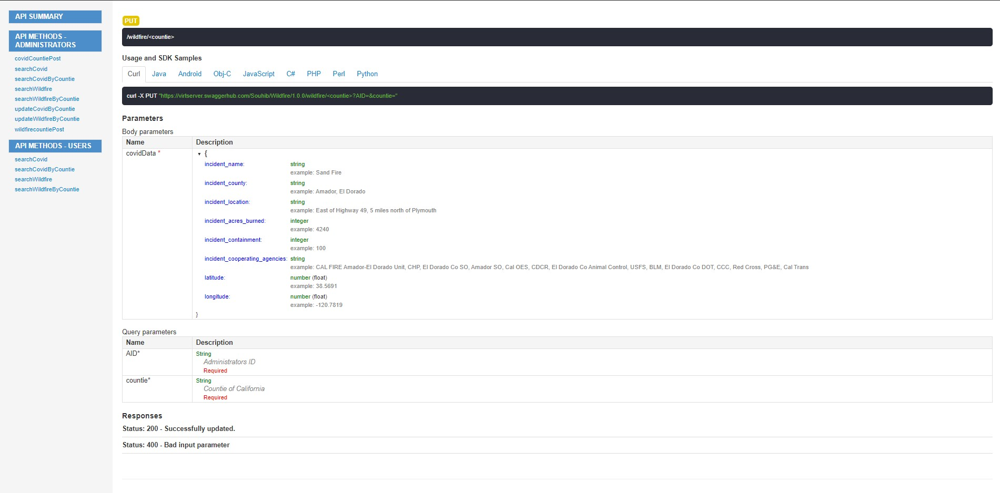 API SUMMARY
API METHODS -
ADMINISTRATORS
covidCountiePost
searchCovid
searchCovidByCountie
searchWildfire
searchWildfireByCountie
updateCovidByCountie
updateWildfireByCountie
wildfirecountiePost
API METHODS - USERS
searchCovid
searchCovidByCountie
searchWildfire
searchWildfireByCountie
PUT
/wildfire/<countie>
Usage and SDK Samples
Curl Java Android Obj-C JavaScript C# PHP Perl Python
curl -X PUT "https://virtserver.swaggerhub.com/Souhib/Wildfire/1.0.0/wildfire/<countie>?AID=&countie="
Parameters
Body parameters
Name Description
covidData * ▼ {
incident_name: string
example: Sand Fire
incident_county: string
example: Amador, El Dorado
incident_location: string
example: East of Highway 49, 5 miles north of Plymouth
incident_acres_burned: integer
example: 4240
incident_containment: integer
example: 100
incident_cooperating_agencies: string
example: CAL FIRE Amador-El Dorado Unit, CHP, El Dorado Co SO, Amador SO, Cal OES, CDCR, El Dorado Co Animal Control, USFS, BLM, El Dorado Co DOT, CCC, Red Cross, PG&E, Cal Trans
latitude: number (float)
example: 38.5691
longitude: number (float)
example: -120.7819
}
Query parameters
Name Description
AID* String
Administrators ID
Required
countie* String
Countie of California
Required
Responses
Status: 200 - Successfully updated.
Status: 400 - Bad input parameter